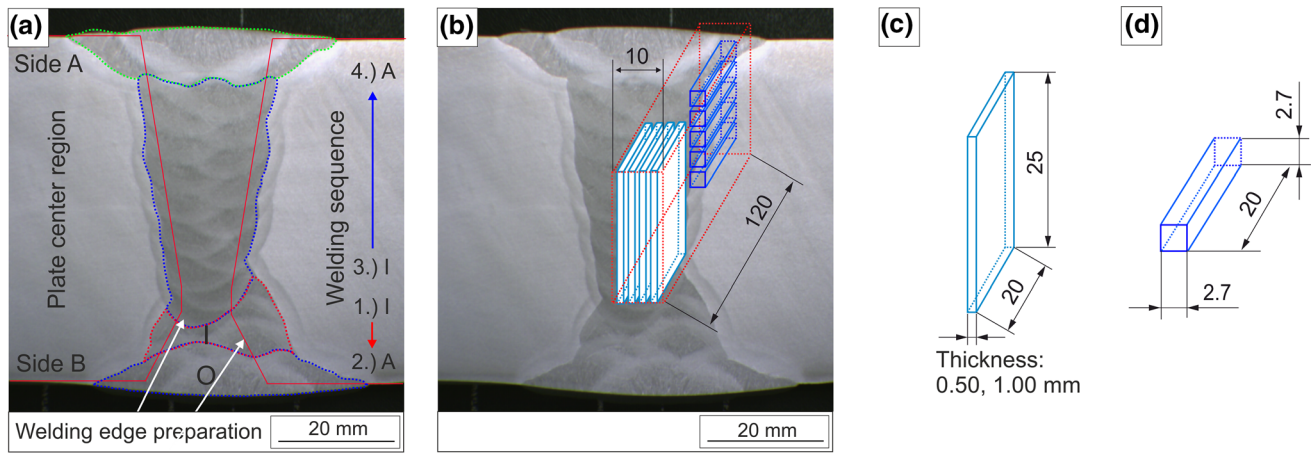 (a)
Side A
Plate center region
Welding sequence
4.) A
3.) I
1.) I
2.) A
I
Side B
O
Welding edge preparation
20 mm
(b)
10
120
20 mm
(c)
25
20
Thickness:
0.50, 1.00 mm
(d)
2.7
20
2.7